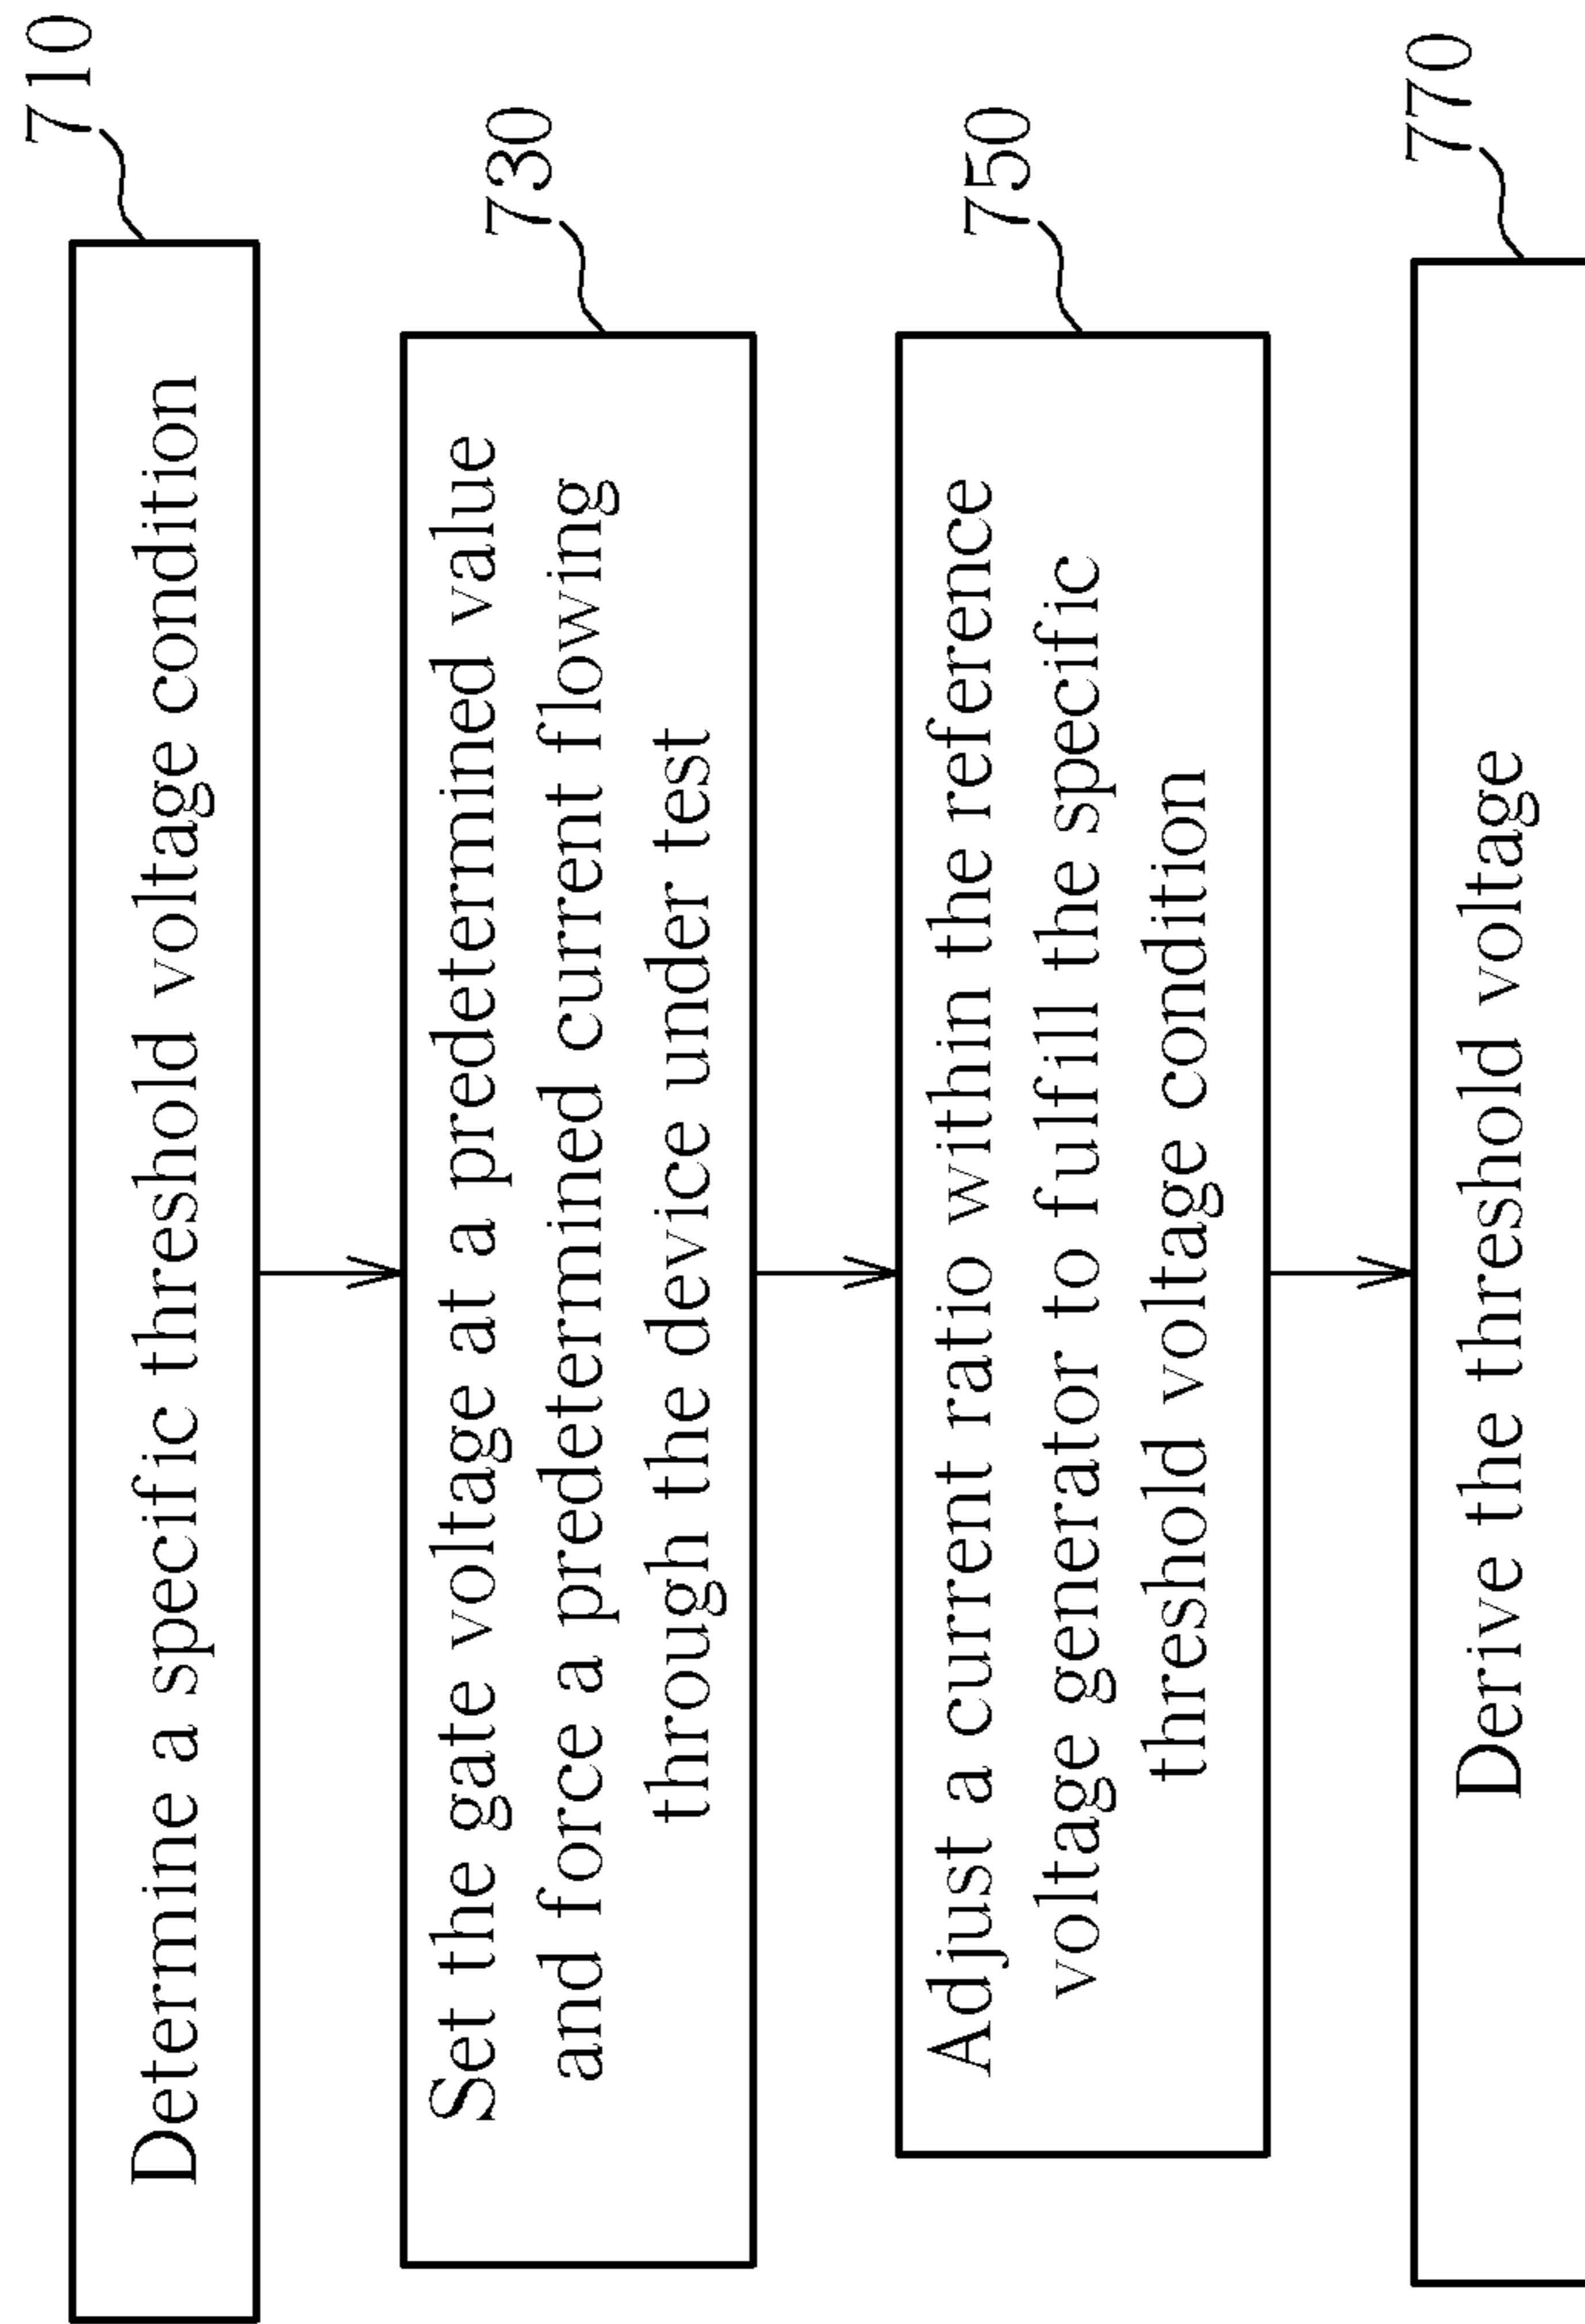 710
Determine a specific threshold voltage condition
730
Set the gate voltage at a predetermined value
and force a predetermined current flowing
through the device under test
750
Adjust a current ratio within the reference
voltage generator to fulfill the specific
threshold voltage condition
770
Derive the threshold voltage